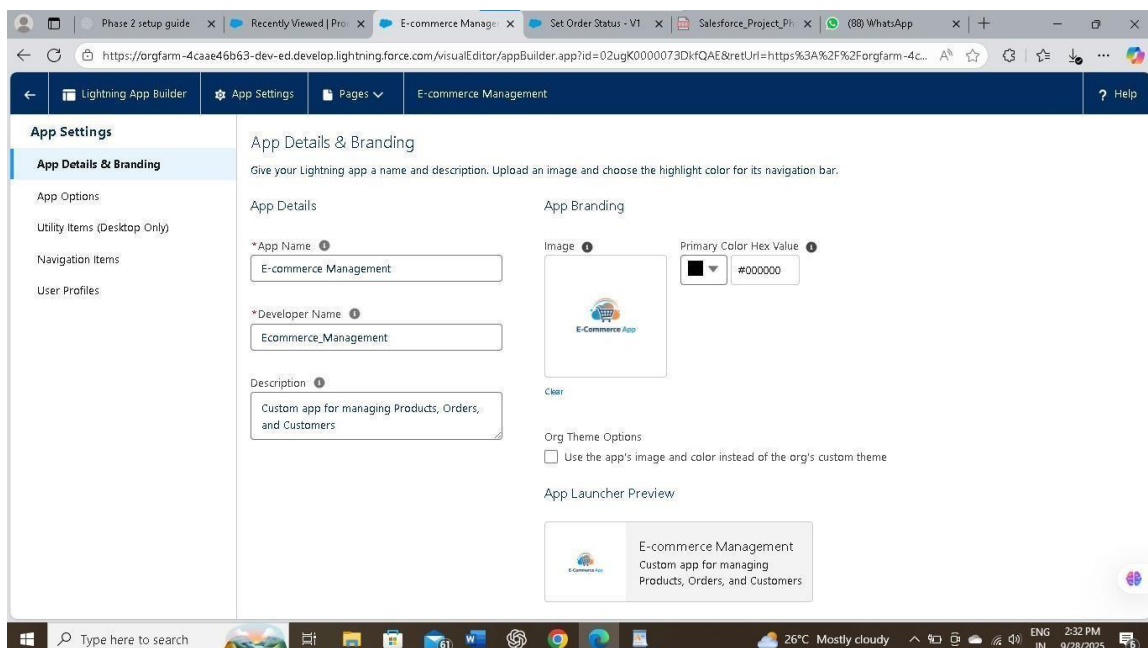 Phase 2 setup guide
Recently Viewed | Pro
E-commerce Manage
Set Order Status - V1
Salesforce_Project_Ph
(88) WhatsApp
https://orgfarm-4caae46b63-dev-ed.develop.lightning.force.com/visualEditor/appBuilder.app?id=02ugK0000073DkfQAE&retUrl=https%3A%2F%2Forgfarm-4c...
Lightning App Builder
App Settings
Pages
E-commerce Management
? Help
App Settings
App Details & Branding
App Options
Utility Items (Desktop Only)
Navigation Items
User Profiles
App Details & Branding
Give your Lightning app a name and description. Upload an image and choose the highlight color for its navigation bar.
App Details
*App Name
E-commerce Management
*Developer Name
Ecommerce_Management
Description
Custom app for managing Products, Orders,
and Customers
App Branding
Image
E-Commerce App
Clear
Primary Color Hex Value
#000000
Org Theme Options
Use the app's image and color instead of the org's custom theme
App Launcher Preview
E-Commerce App
E-commerce Management
Custom app for managing
Products, Orders, and Customers
Type here to search
61
26°C Mostly cloudy
ENG
IN
2:32 PM
9/28/2025
6